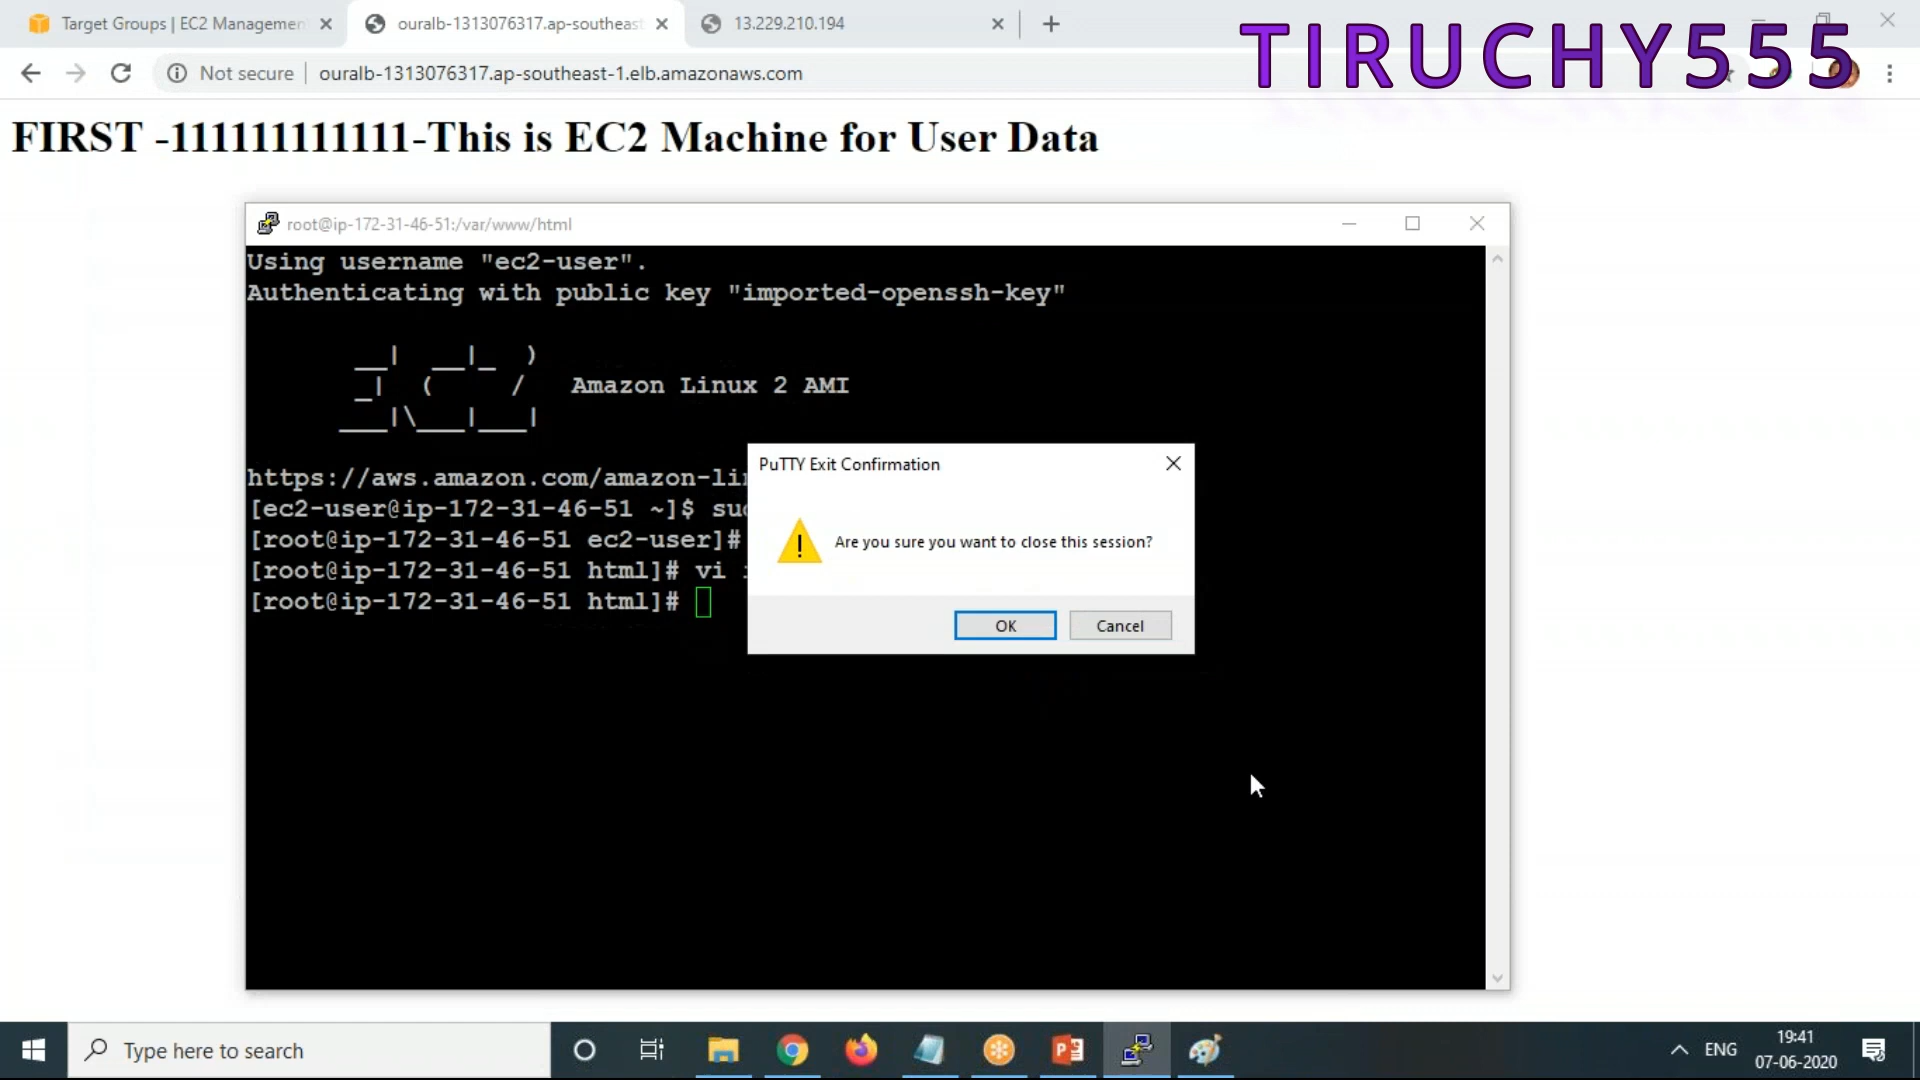 Target Groups | EC2 Managemen
ouralb-1313076317.ap-southeast
13.229.210.194
TIRUCHY555
Not secure
ouralb-1313076317.ap-southeast-1.elb.amazonaws.com
FIRST -111111111111-This is EC2 Machine for User Data
root@ip-172-31-46-51:/var/www/html
Using username "ec2-user".
Authenticating with public key "imported-openssh-key"
__|  __|_  )
_|  (     /   Amazon Linux 2 AMI
___|\___|___|
https://aws.amazon.com/amazon-li
[ec2-user@ip-172-31-46-51 ~]$ su
[root@ip-172-31-46-51 ec2-user]#
[root@ip-172-31-46-51 html]# vi
[root@ip-172-31-46-51 html]#
PuTTY Exit Confirmation
Are you sure you want to close this session?
OK
Cancel
Type here to search
ENG
19:41
07-06-2020